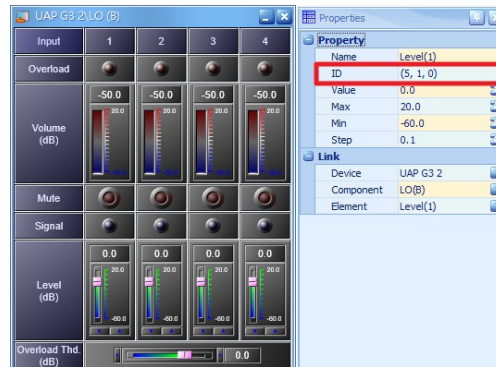 UAP G3 2\LO (B)
Input 1 2 3 4
Overload
-50.0 -50.0 -50.0 -50.0
Volume (dB)
20.0 20.0 20.0 20.0
Mute
Signal
0.0 0.0 0.0 0.0
Level (dB)
20.0 20.0 20.0 20.0
-60.0 -60.0 -60.0 -60.0
Overload Thd. (dB)
0.0
Properties
Property
Name Level(1)
ID (5, 1, 0)
Value 0.0
Max 20.0
Min -60.0
Step 0.1
Link
Device UAP G3 2
Component LO(B)
Element Level(1)